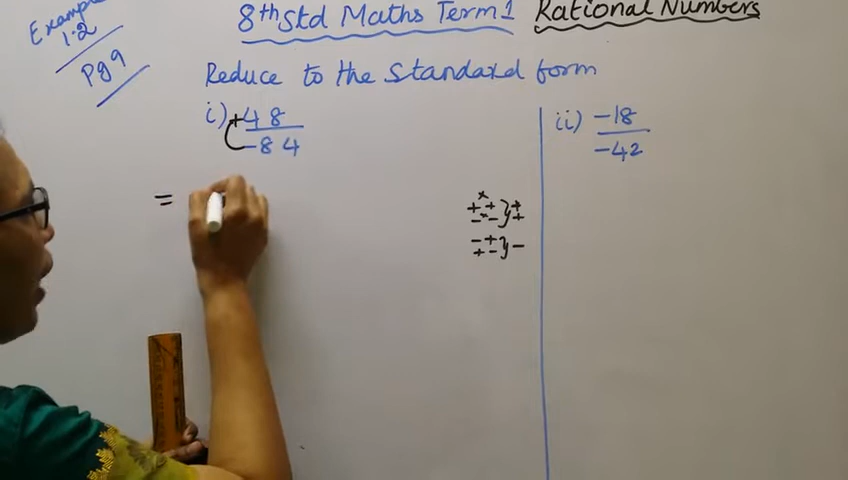 8th Std Maths Term 1 Rational Numbers
Example
1.2
Pg 9
Reduce to the standard form
i) +48
-84
=
ii) -18
-42
×
+ + } +
- × - } +
- + } -
+ -